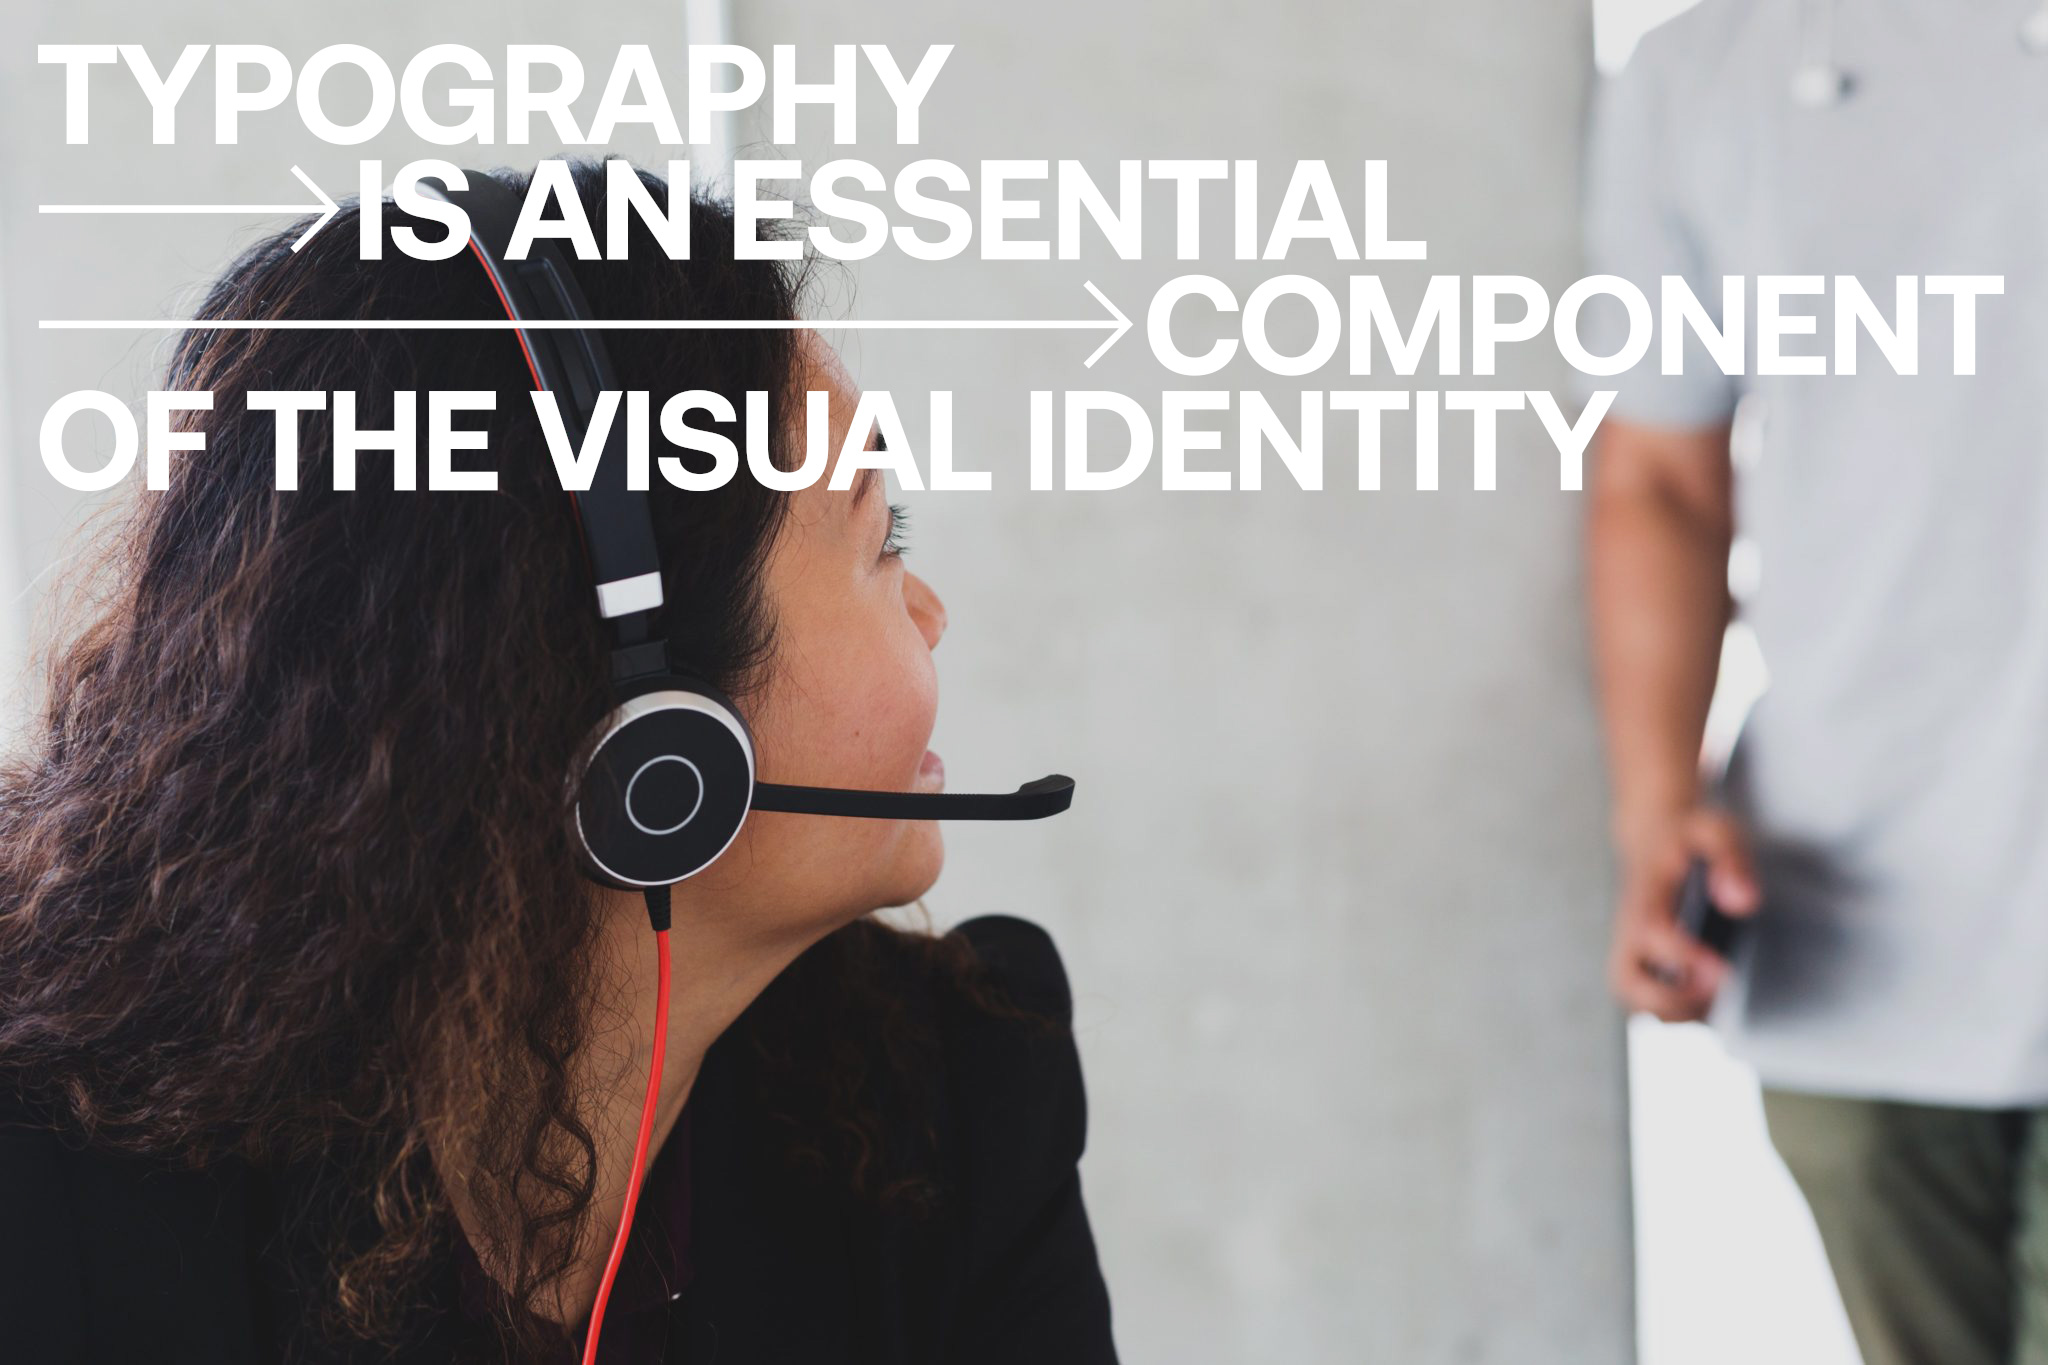 TYPOGRAPHY
→IS AN ESSENTIAL
→COMPONENT
OF THE VISUAL IDENTITY